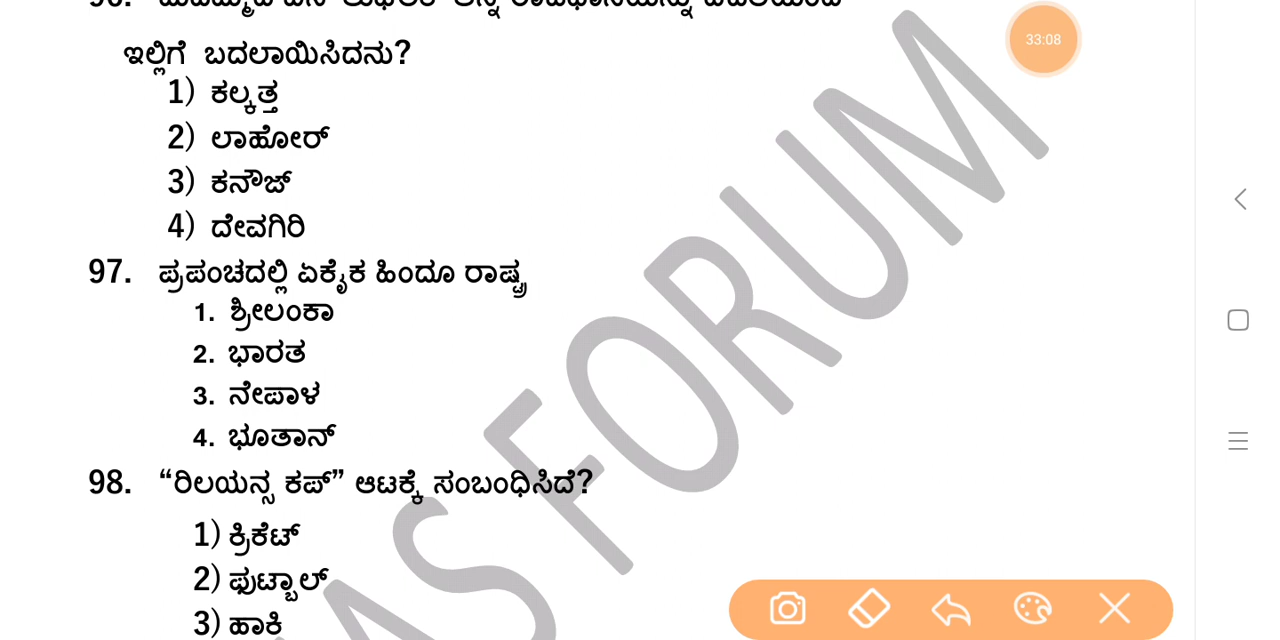 ಇಲ್ಲಿಗೆ ಬದಲಾಯಿಸಿದನು?
1) ಕಲ್ಕತ್ತ
2) ಲಾಹೋರ್
3) ಕನೌಜ್
4) ದೇವಗಿರಿ
97. ಪ್ರಪಂಚದಲ್ಲಿ ಏಕೈಕ ಹಿಂದೂ ರಾಷ್ಟ್ರ
1. ಶ್ರೀಲಂಕಾ
2. ಭಾರತ
3. ನೇಪಾಳ
4. ಭೂತಾನ್
98. “ರಿಲಯನ್ಸ ಕಪ್” ಆಟಕ್ಕೆ ಸಂಬಂಧಿಸಿದೆ?
1) ಕ್ರಿಕೆಟ್
2) ಫುಟ್ಬಾಲ್
3) ಹಾಕಿ
33:08
FORUM